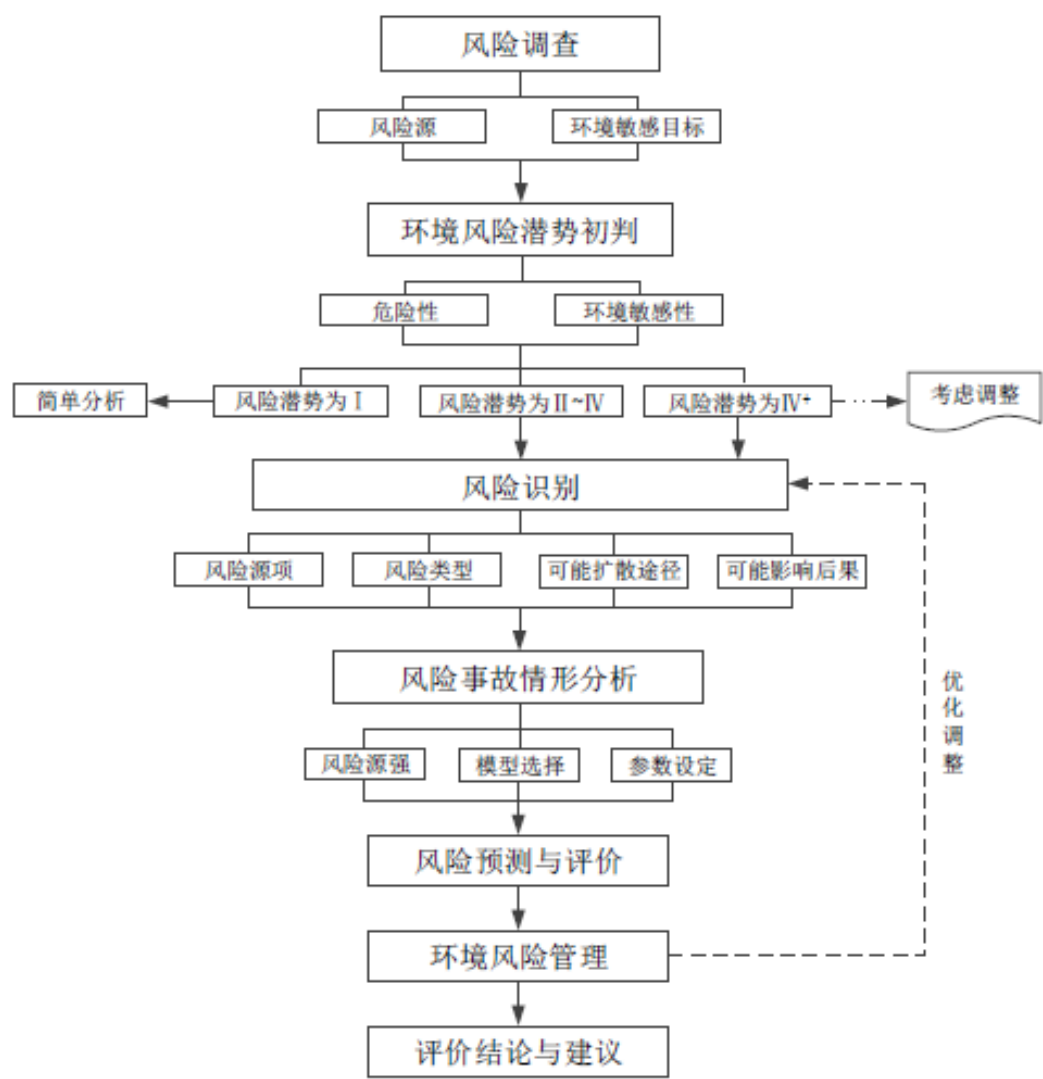 风险调查
风险源
环境敏感目标
环境风险潜势初判
危险性
环境敏感性
简单分析
风险潜势为Ⅰ
风险潜势为Ⅱ~Ⅳ
风险潜势为Ⅳ⁺
考虑调整
风险识别
风险源项
风险类型
可能扩散途径
可能影响后果
风险事故情形分析
优化调整
风险源强
模型选择
参数设定
风险预测与评价
环境风险管理
评价结论与建议